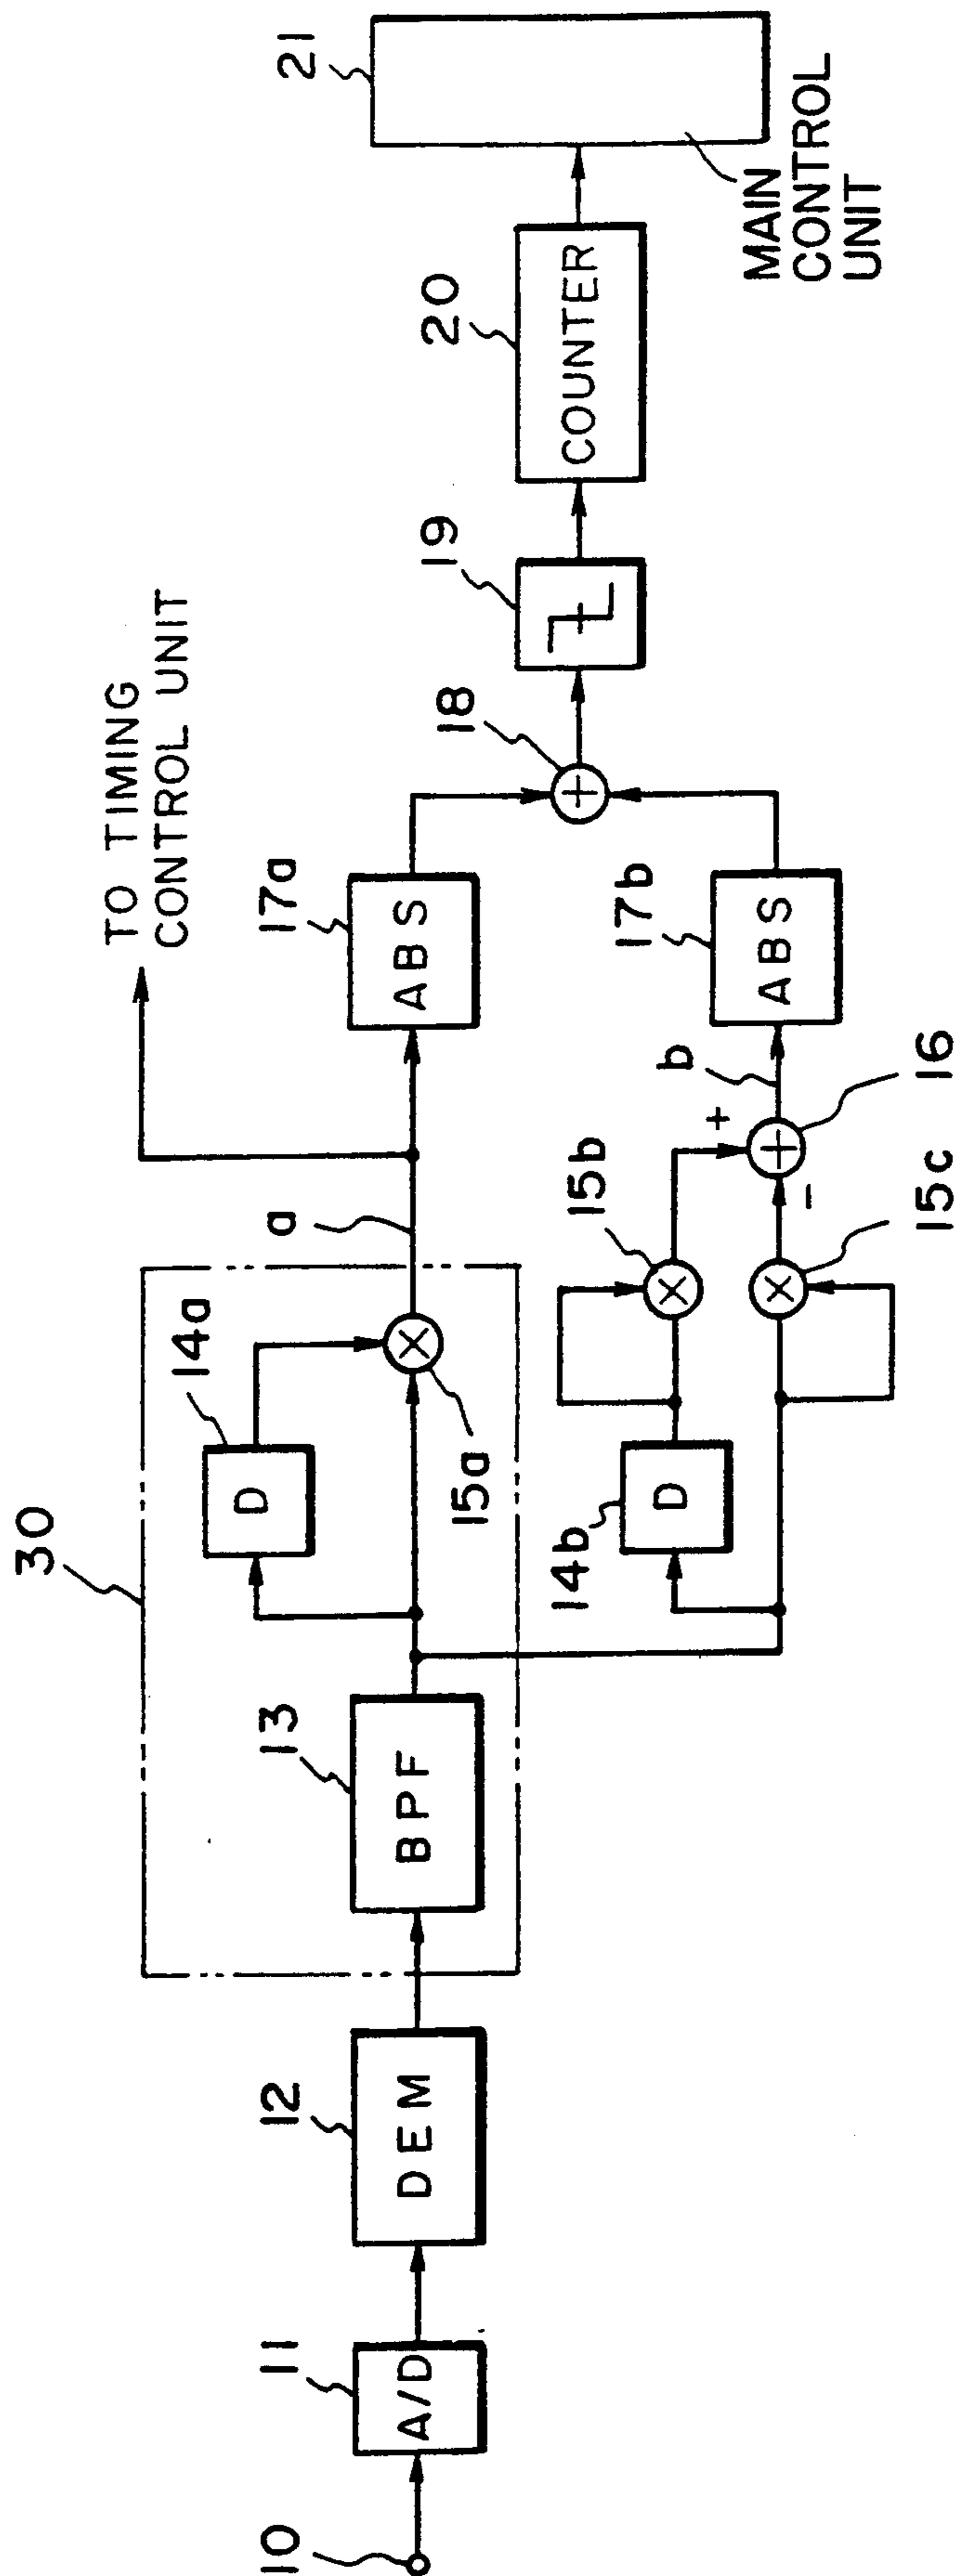 10
11
A/D
12
DEM
30
13
BPF
14a
D
15a
a
TO TIMING
CONTROL UNIT
14b
D
15b
15c
+
−
16
b
17a
ABS
17b
ABS
18
+
19
20
COUNTER
21
MAIN
CONTROL
UNIT